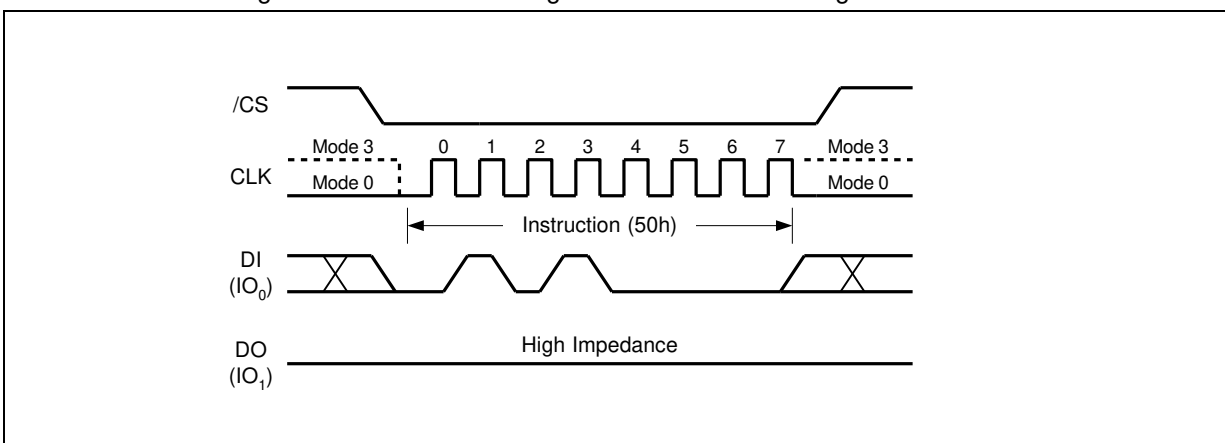 /CS
Mode 3 0 1 2 3 4 5 6 7 Mode 3
CLK
Mode 0 Mode 0
Instruction (50h)
DI
(IO₀)
High Impedance
DO
(IO₁)